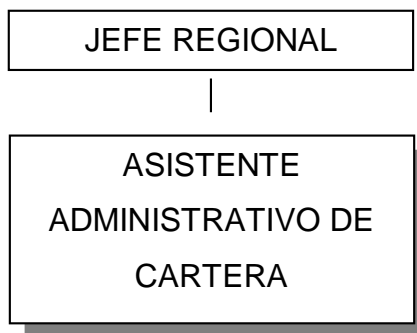 JEFE REGIONAL
ASISTENTE
ADMINISTRATIVO DE
CARTERA